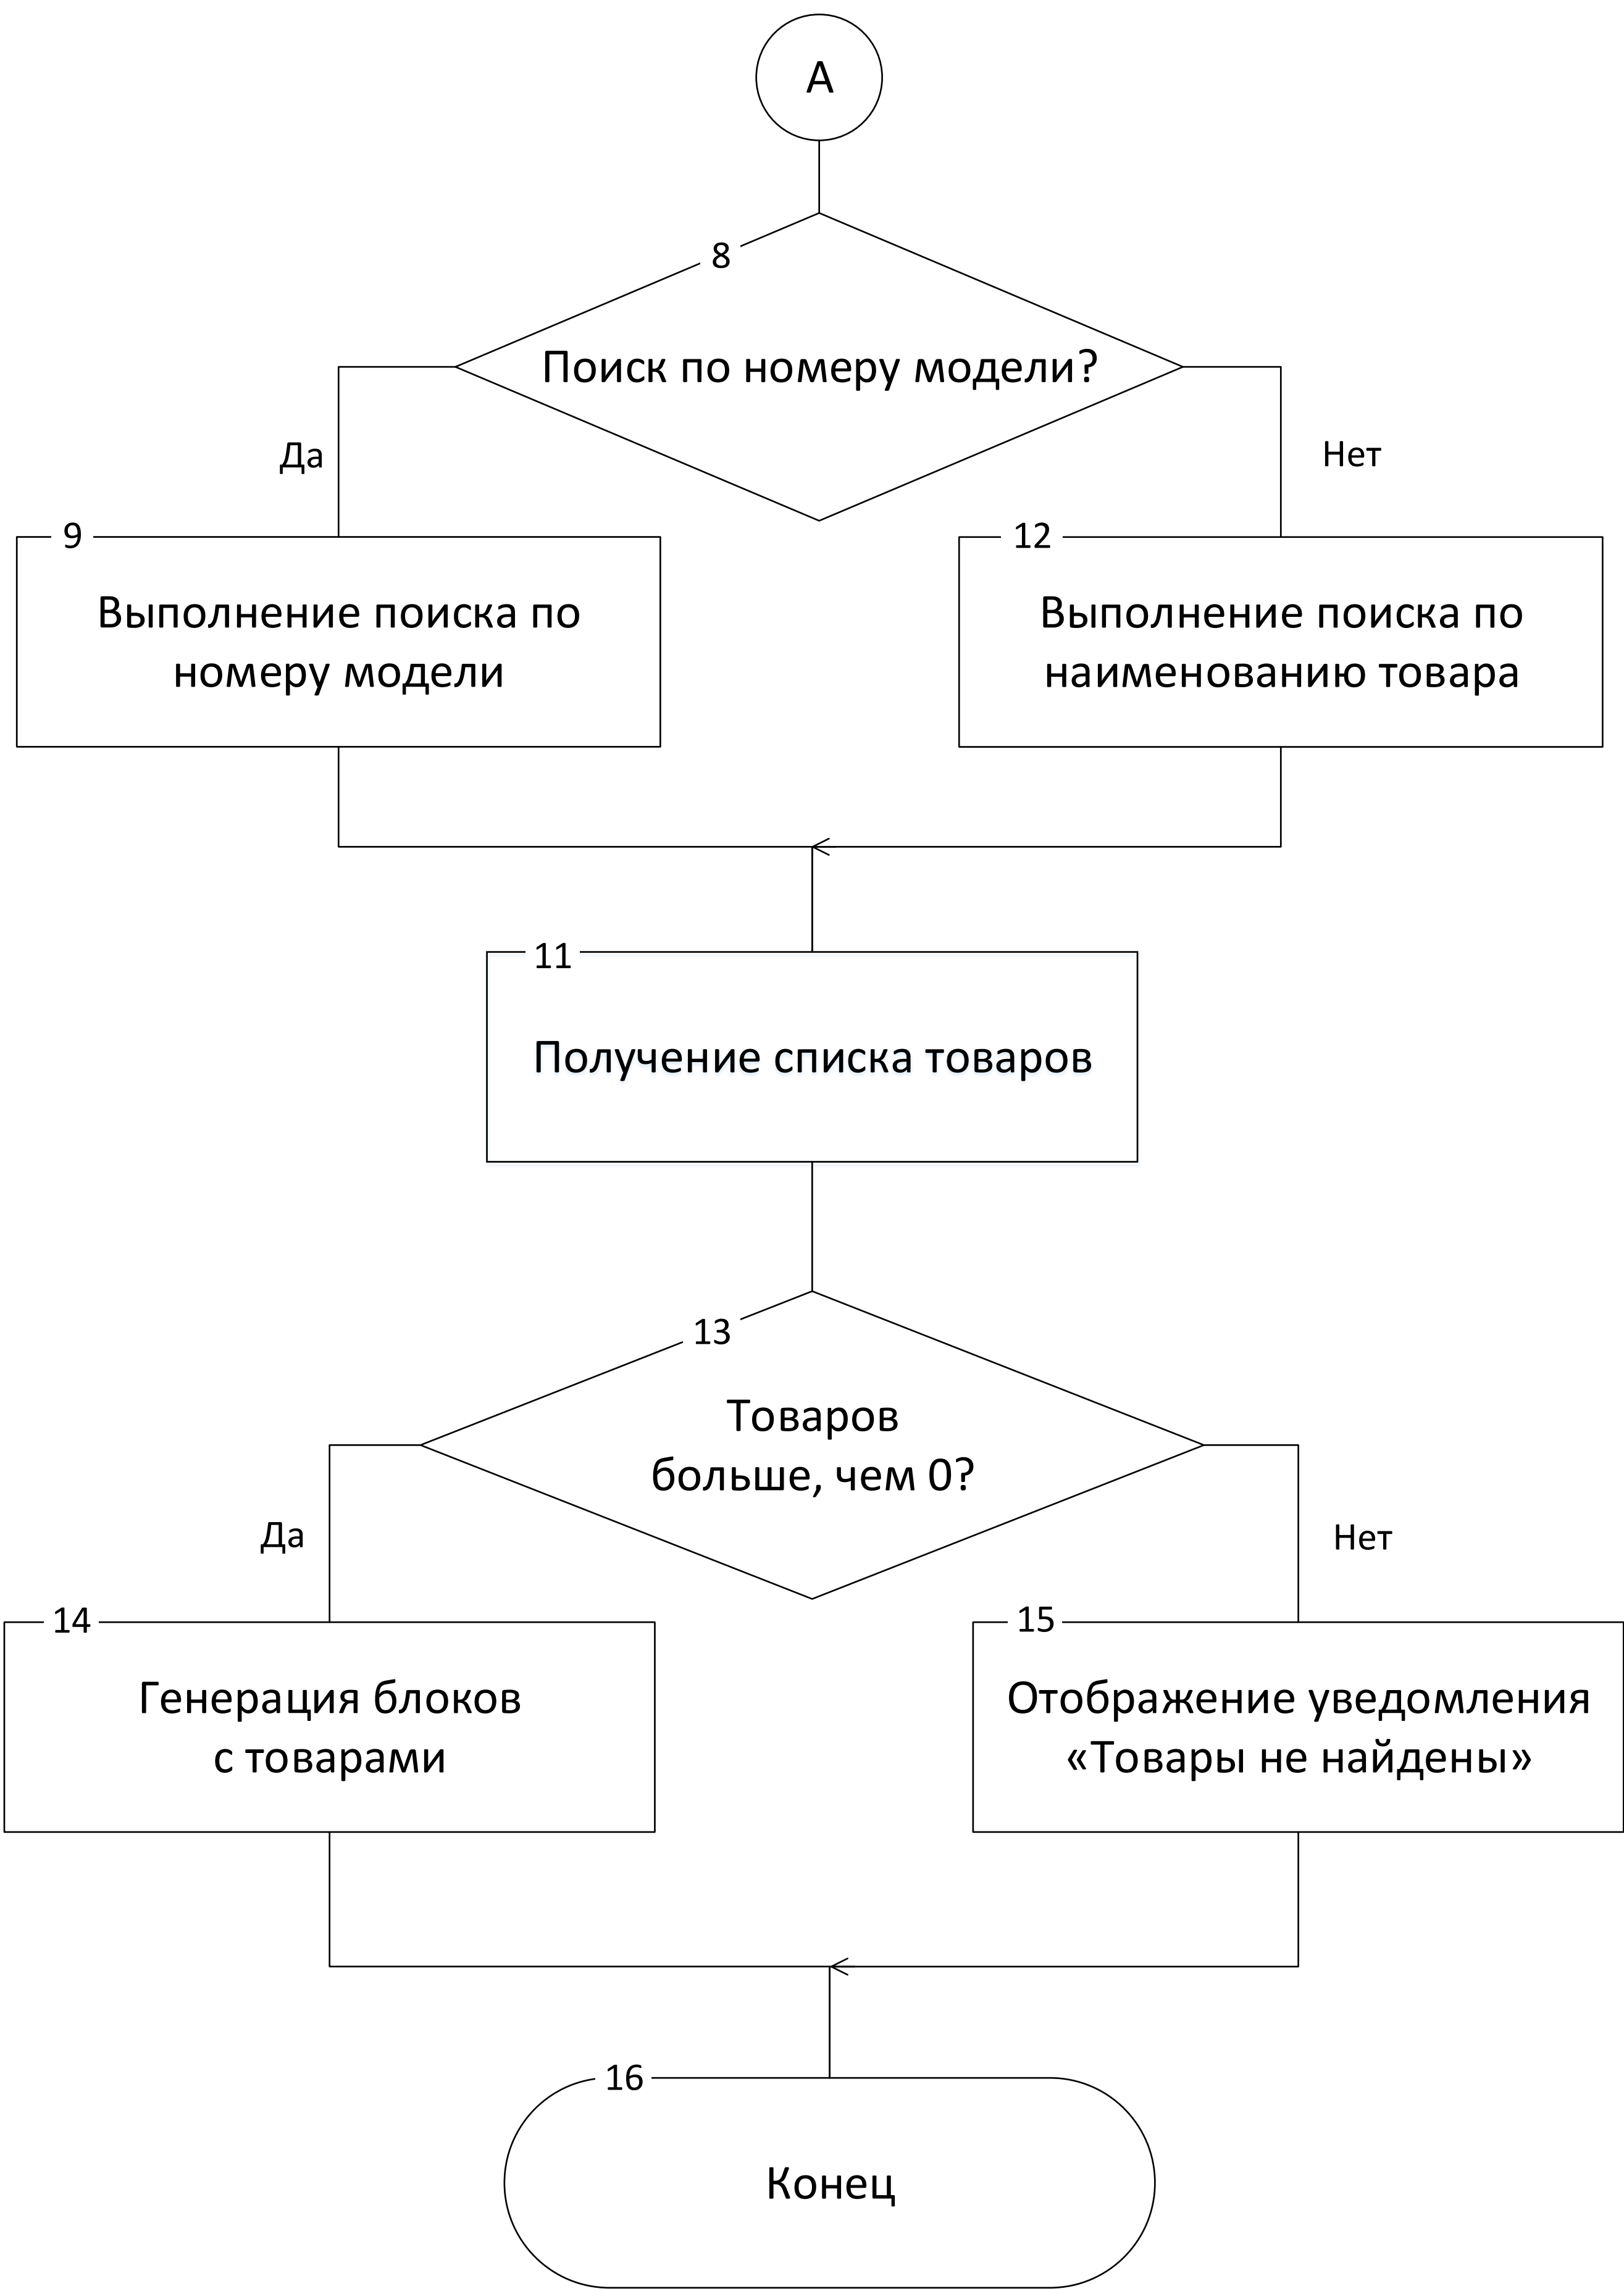 А
8
Поиск по номеру модели?
Да
Нет
9
Выполнение поиска по
номеру модели
12
Выполнение поиска по
наименованию товара
11
Получение списка товаров
13
Товаров
больше, чем 0?
Да
Нет
14
Генерация блоков
с товарами
15
Отображение уведомления
«Товары не найдены»
16
Конец